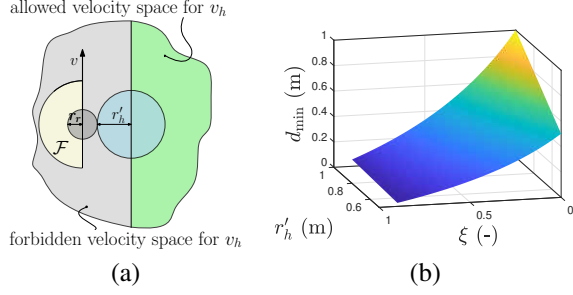 allowed velocity space for v_h
v
r_r
r'_h
F
forbidden velocity space for v_h
(a)
d_min (m)
1
0.8
0.6
0.4
0.2
0
1
0.8
0.6
r'_h (m)
1
0.5
0
ξ (-)
(b)